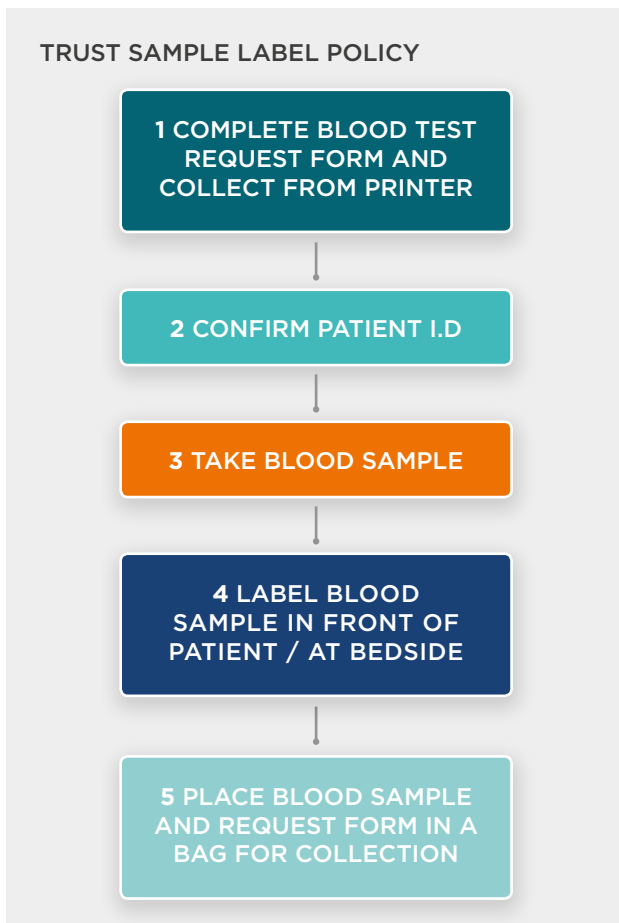 TRUST SAMPLE LABEL POLICY
1 COMPLETE BLOOD TEST
REQUEST FORM AND
COLLECT FROM PRINTER
2 CONFIRM PATIENT I.D
3 TAKE BLOOD SAMPLE
4 LABEL BLOOD
SAMPLE IN FRONT OF
PATIENT / AT BEDSIDE
5 PLACE BLOOD SAMPLE
AND REQUEST FORM IN A
BAG FOR COLLECTION